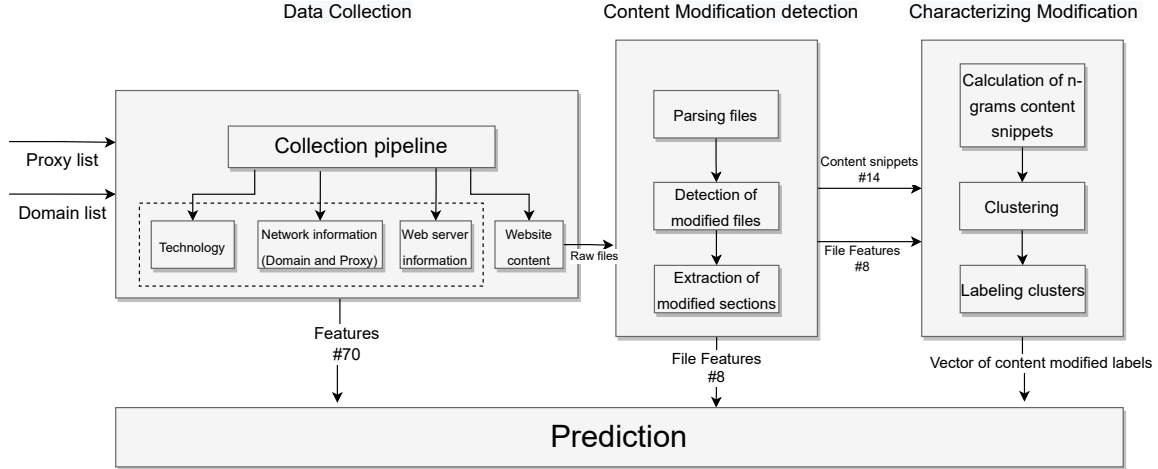 Data Collection
Content Modification detection
Characterizing Modification
Proxy list
Domain list
Collection pipeline
Technology
Network information
(Domain and Proxy)
Web server
information
Website
content
Raw files
Parsing files
Detection of
modified files
Extraction of
modified sections
Content snippets
#14
File Features
#8
Calculation of n-
grams content
snippets
Clustering
Labeling clusters
Features
#70
File Features
#8
Vector of content modified labels
Prediction